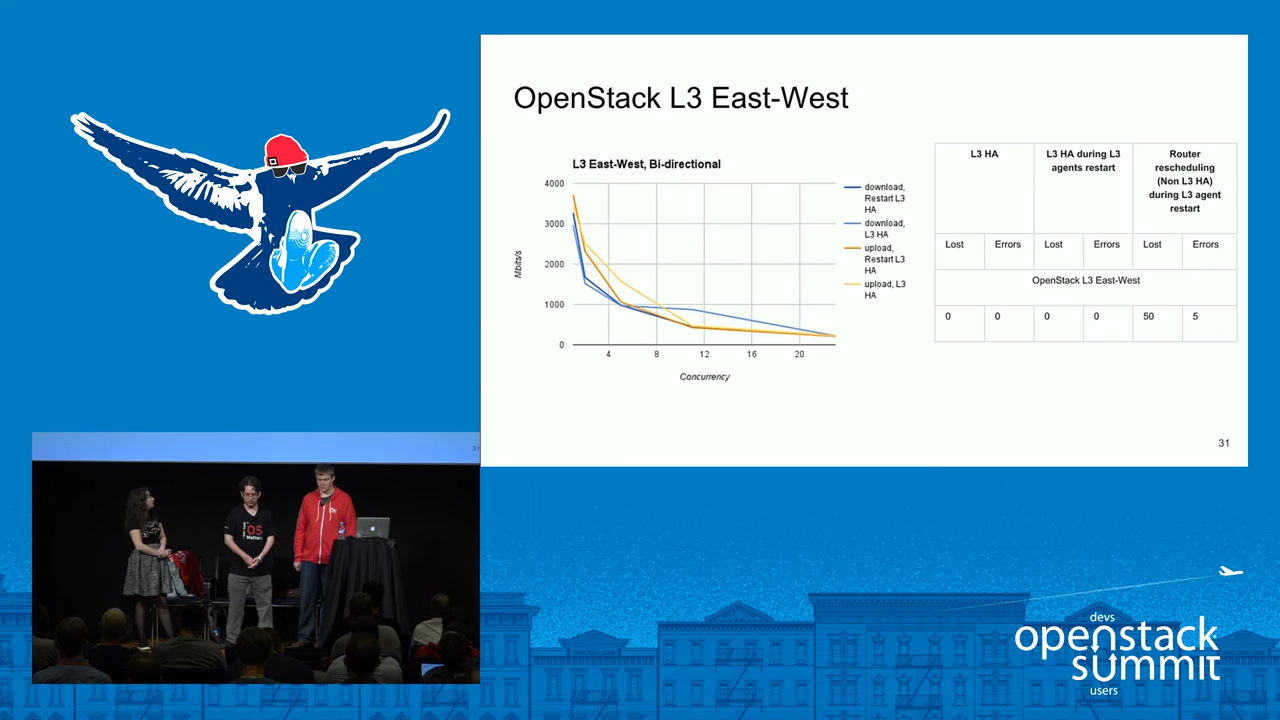 OpenStack L3 East-West
L3 East-West, Bi-directional
4000
3000
2000
1000
0
Mbits/s
4
8
12
16
20
Concurrency
download,
Restart L3
HA
download,
L3 HA
upload,
Restart L3
HA
upload, L3
HA
L3 HA
L3 HA during L3
agents restart
Router
rescheduling
(Non L3 HA)
during L3 agent
restart
Lost
Errors
Lost
Errors
Lost
Errors
OpenStack L3 East-West
0
0
0
0
50
5
31
31
OS
Matters
devs
openstack
summit
users